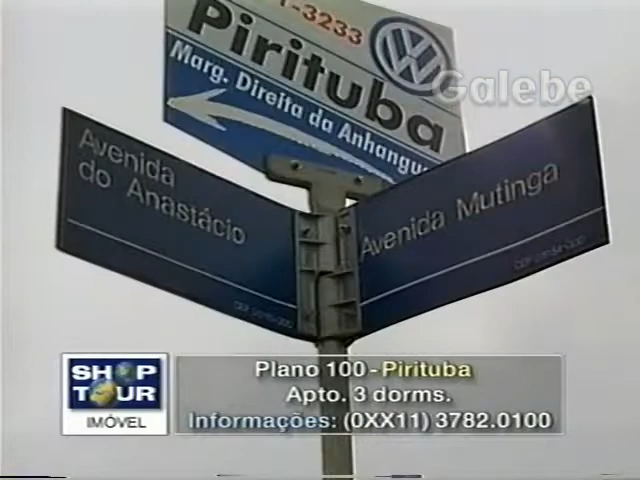 1-3233
Pirituba
Marg. Direita da Anhangu
Galebe
Avenida
do Anastácio
Avenida Mutinga
SHOP
TOUR
IMÓVEL
Plano 100 - Pirituba
Apto. 3 dorms.
Informações: (0XX11) 3782.0100